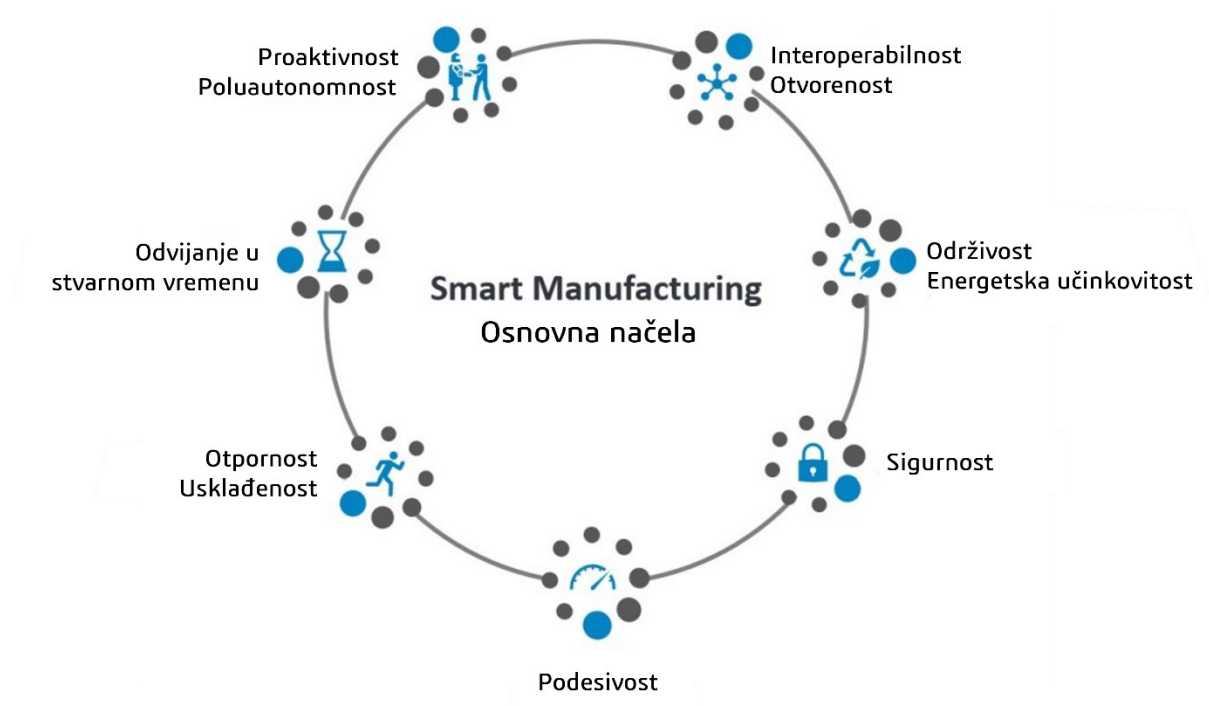 Proaktivnost
Poluautonomnost
Interoperabilnost
Otvorenost
Odvijanje u
stvarnom vremenu
Održivost
Energetska učinkovitost
Smart Manufacturing
Osnovna načela
Otpornost
Usklađenost
Sigurnost
Podesivost